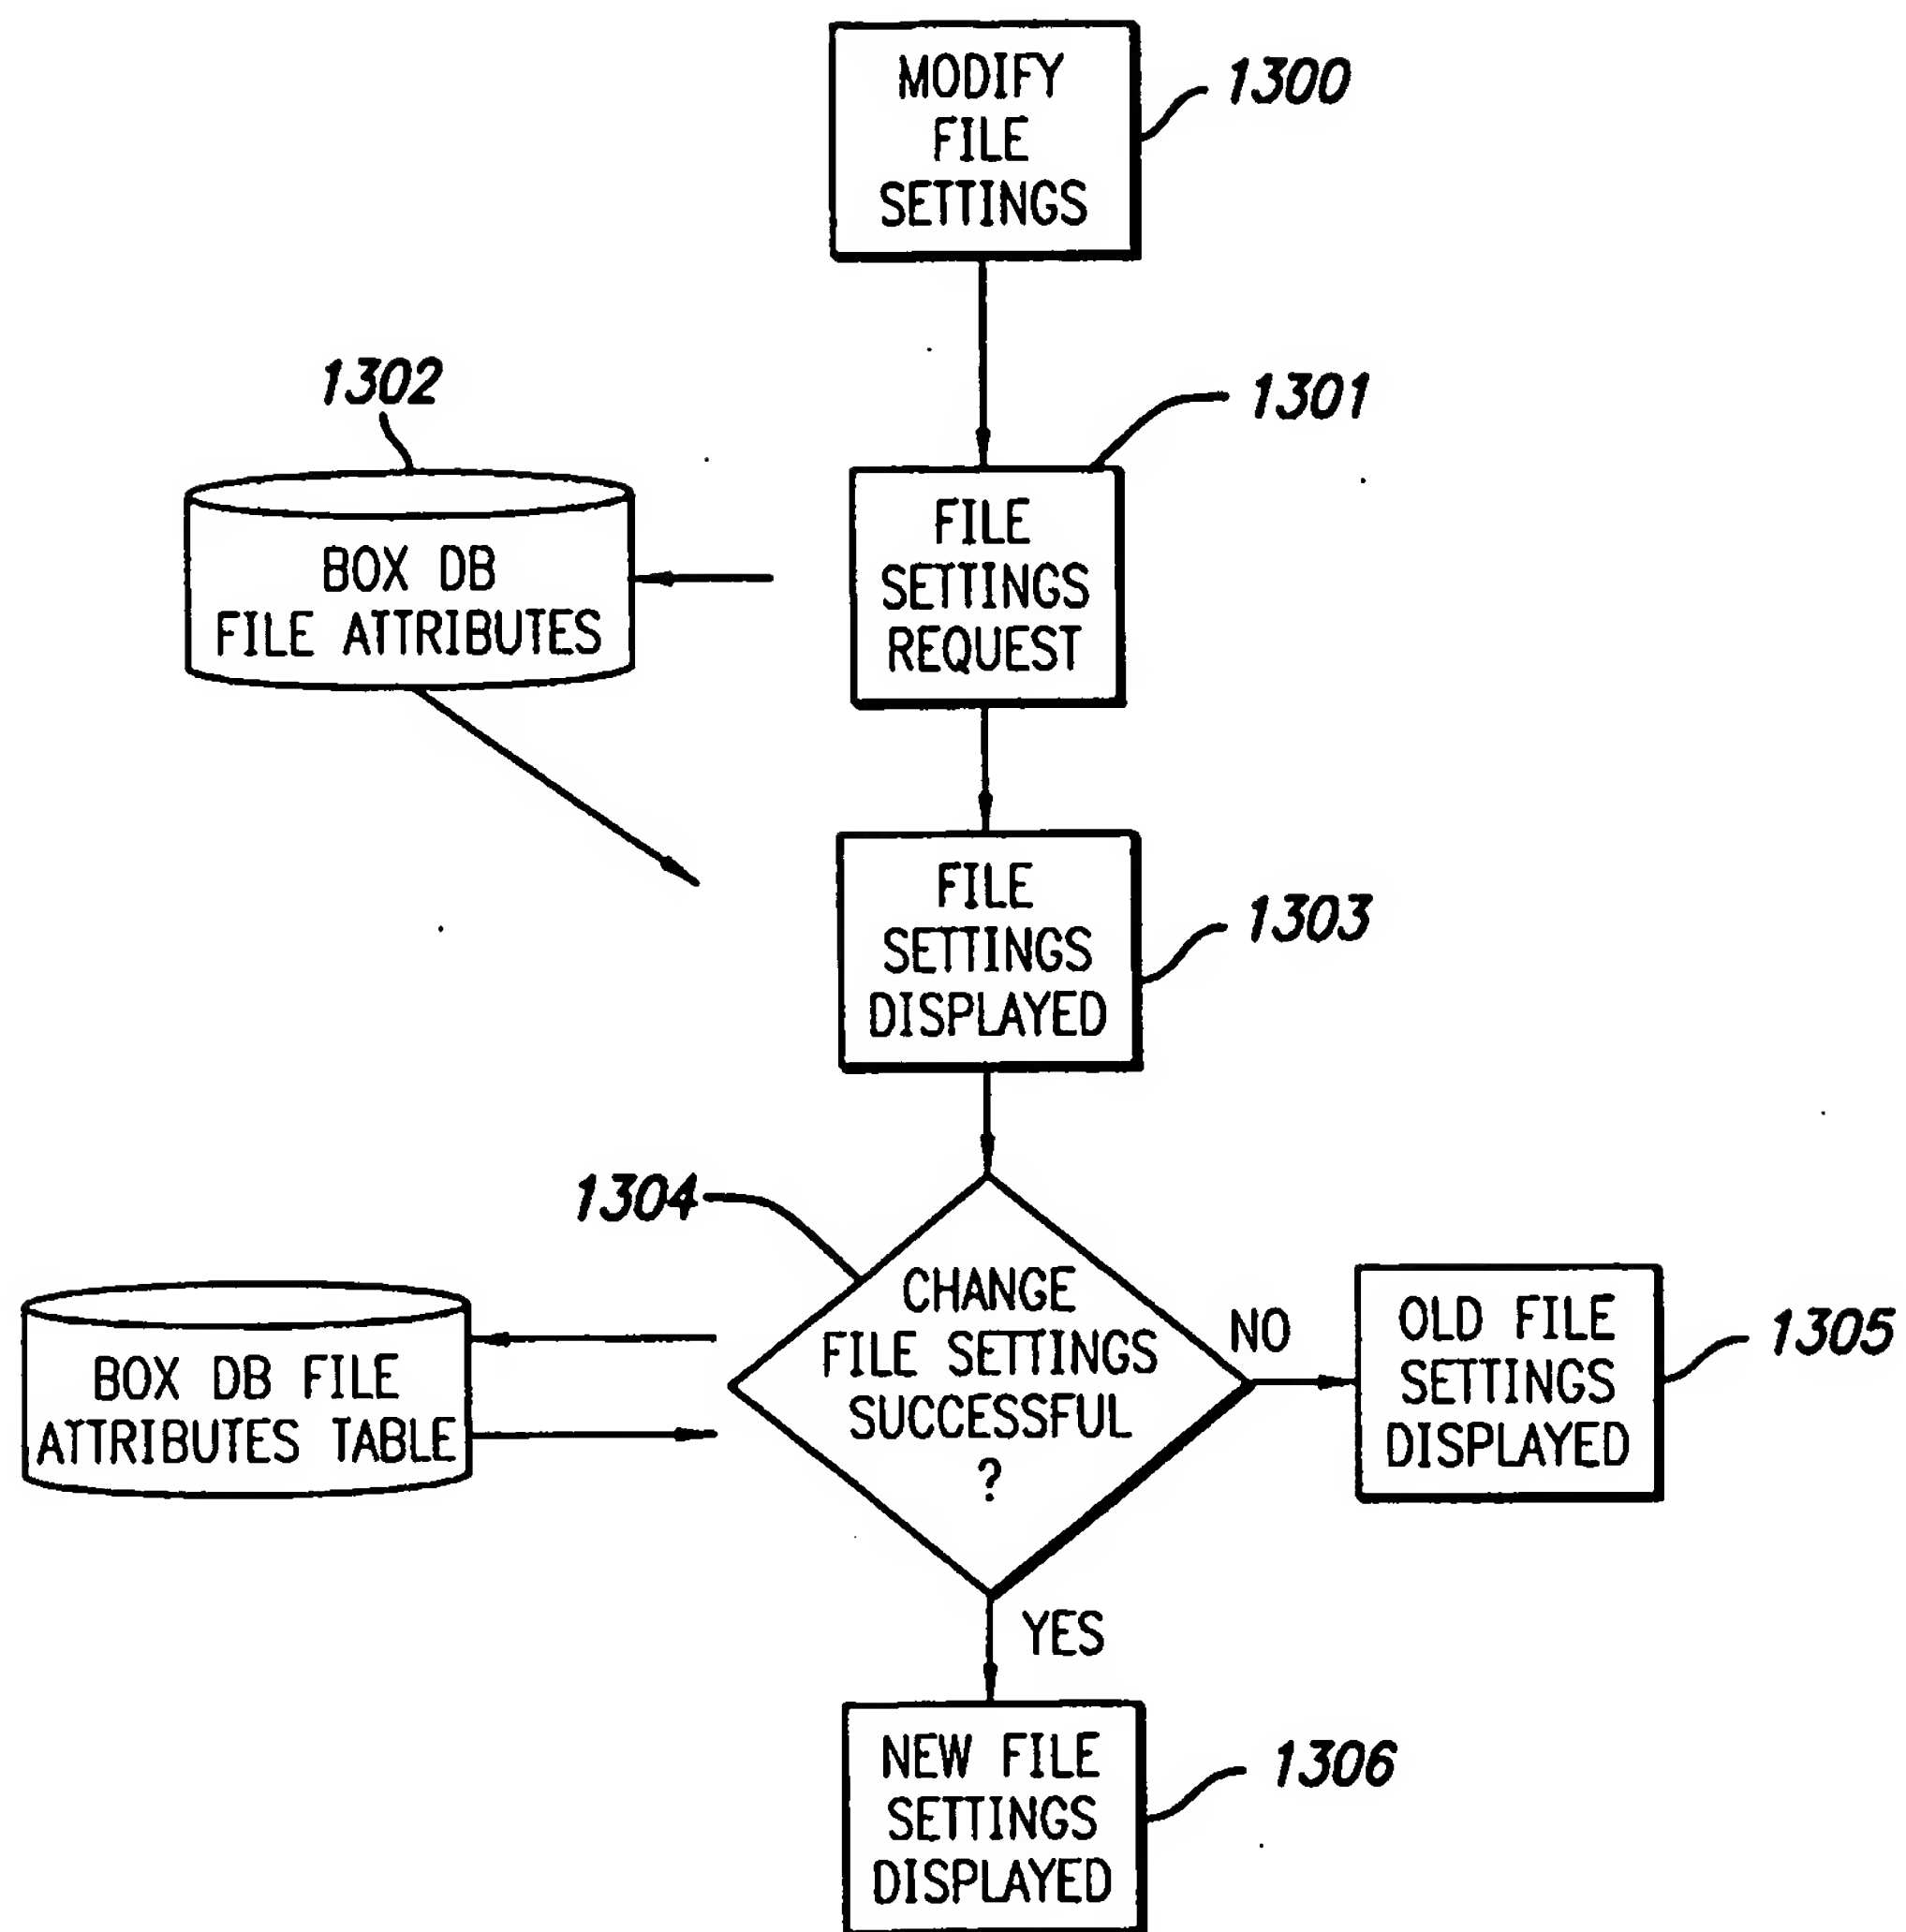 MODIFY
FILE
SETTINGS
1300
1302
1301
BOX DB
FILE ATTRIBUTES
FILE
SETTINGS
REQUEST
FILE
SETTINGS
DISPLAYED
1303
1304
CHANGE
FILE SETTINGS
SUCCESSFUL
?
BOX DB FILE
ATTRIBUTES TABLE
NO
OLD FILE
SETTINGS
DISPLAYED
1305
YES
NEW FILE
SETTINGS
DISPLAYED
1306